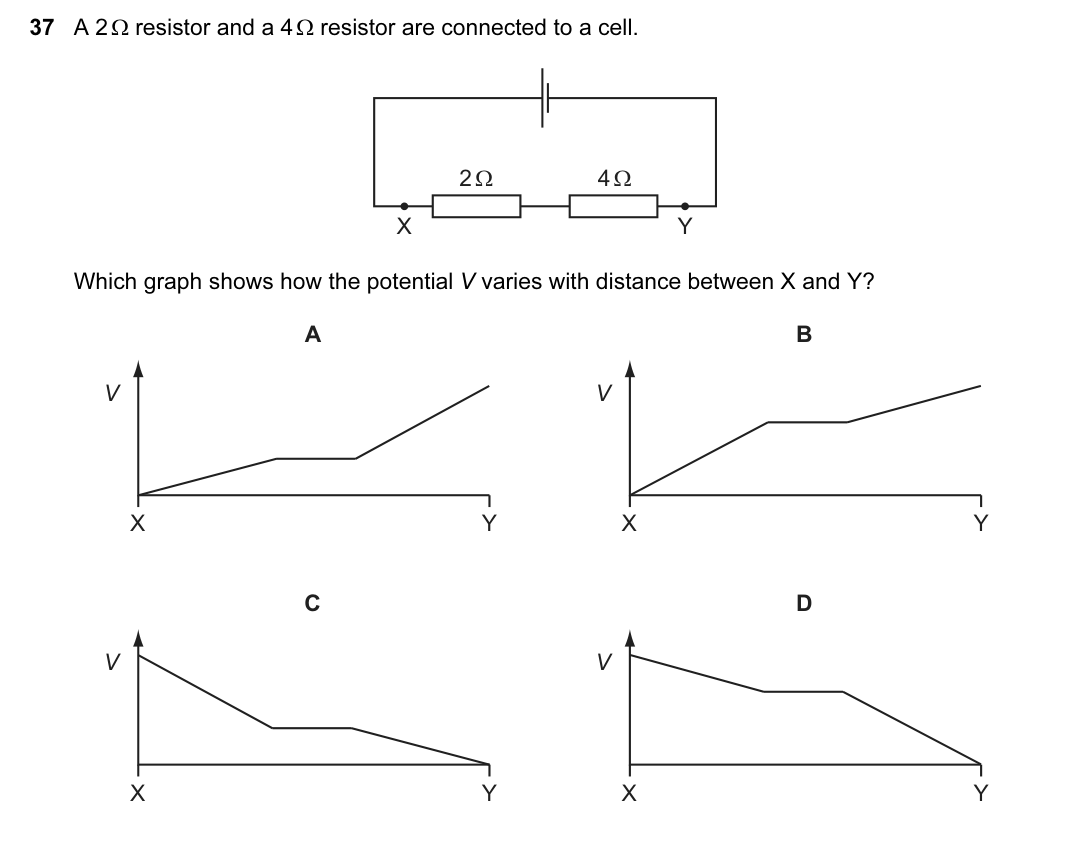 37 A 2Ω resistor and a 4Ω resistor are connected to a cell.
2Ω 4Ω
X Y
Which graph shows how the potential V varies with distance between X and Y?
A B
V V
X Y X Y
C D
V V
X Y X Y